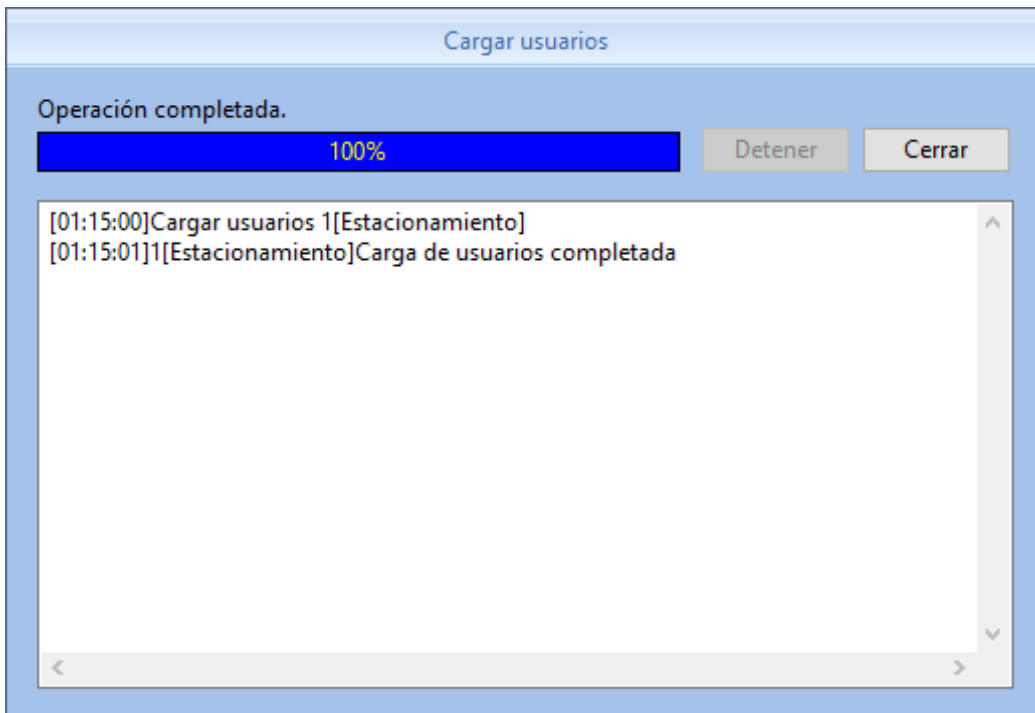 Cargar usuarios
Operación completada.
100%
Detener
Cerrar
[01:15:00]Cargar usuarios 1[Estacionamiento]
[01:15:01]1[Estacionamiento]Carga de usuarios completada